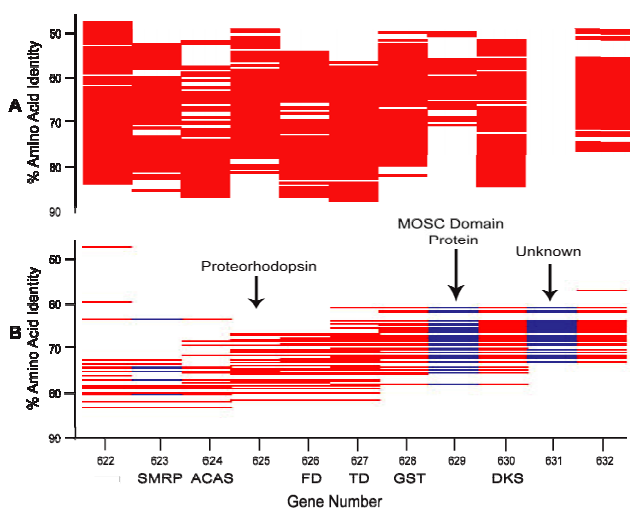 A
% Amino Acid Identity
50
60
70
80
90
MOSC Domain
Protein
Proteorhodopsin
Unknown
B
% Amino Acid Identity
50
60
70
80
90
622 623 624 625 626 627 628 629 630 631 632
SMRP ACAS FD TD GST DKS
Gene Number